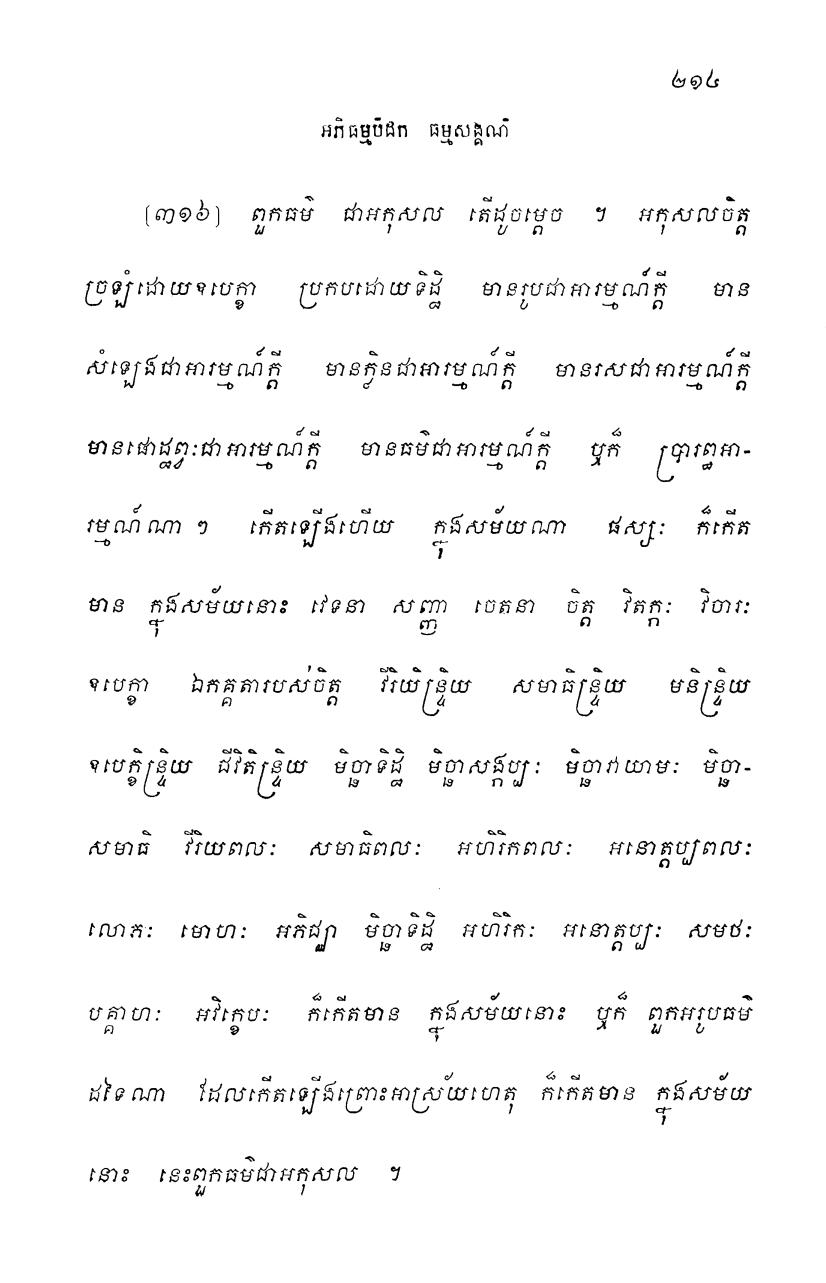 ២១៤
អភិធម្មបិដក ធម្មសង្គណី
(៣១៦) ពួកធម៌ ជាអកុសល តើដូចម្តេច ។ អកុសលចិត្ត
ច្រឡំដោយឧបេក្ខា ប្រកបដោយទិដ្ឋិ មានរូបជាអារម្មណ៍ក្តី មាន
សំឡេងជាអារម្មណ៍ក្តី មានក្លិនជាអារម្មណ៍ក្តី មានរសជាអារម្មណ៍ក្តី
មានផោដ្ឋព្វៈជាអារម្មណ៍ក្តី មានធម៌ជាអារម្មណ៍ក្តី ឬក៏ ប្រារព្ធអា-
រម្មណ៍ណា ៗ កើតឡើងហើយ ក្នុងសម័យណា ផស្សៈ ក៏កើត
មាន ក្នុងសម័យនោះ វេទនា សញ្ញា ចេតនា ចិត្ត វិតក្កៈ វិចារៈ
ឧបេក្ខា ឯកគ្គតារបស់ចិត្ត វីរិយិន្ទ្រិយ សមាធិន្ទ្រិយ មនិន្ទ្រិយ
ឧបេក្ខិន្ទ្រិយ ជីវិតិន្ទ្រិយ មិច្ឆាទិដ្ឋិ មិច្ឆាសង្កប្បៈ មិច្ឆាវាយាមៈ មិច្ឆា-
សមាធិ វីរិយពលៈ សមាធិពលៈ អហិរិកពលៈ អនោត្តប្បពលៈ
លោភៈ មោហៈ អភិជ្ឈា មិច្ឆាទិដ្ឋិ អហិរិកៈ អនោត្តប្បៈ សមថៈ
បគ្គាហៈ អវិក្ខេបៈ ក៏កើតមាន ក្នុងសម័យនោះ ឬក៏ ពួកអរូបធម៌
ដទៃណា ដែលកើតឡើងព្រោះអាស្រ័យហេតុ ក៏កើតមាន ក្នុងសម័យ
នោះ នេះពួកធម៌ជាអកុសល ។